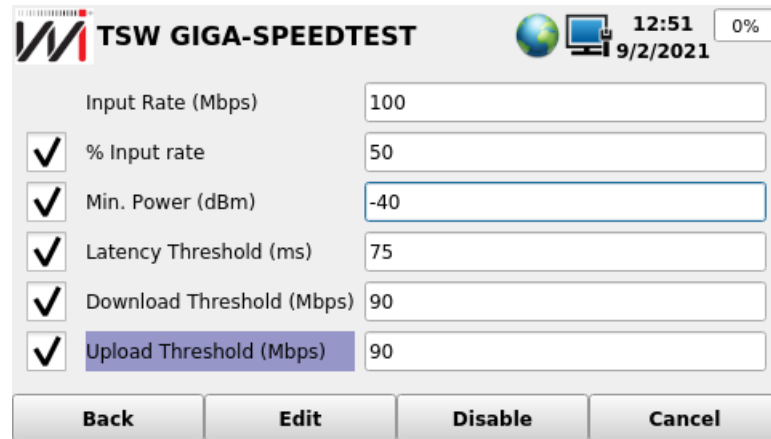 TSW GIGA-SPEEDTEST
12:51
9/2/2021
0%
Input Rate (Mbps) 100
% Input rate 50
Min. Power (dBm) -40
Latency Threshold (ms) 75
Download Threshold (Mbps) 90
Upload Threshold (Mbps) 90
Back Edit Disable Cancel